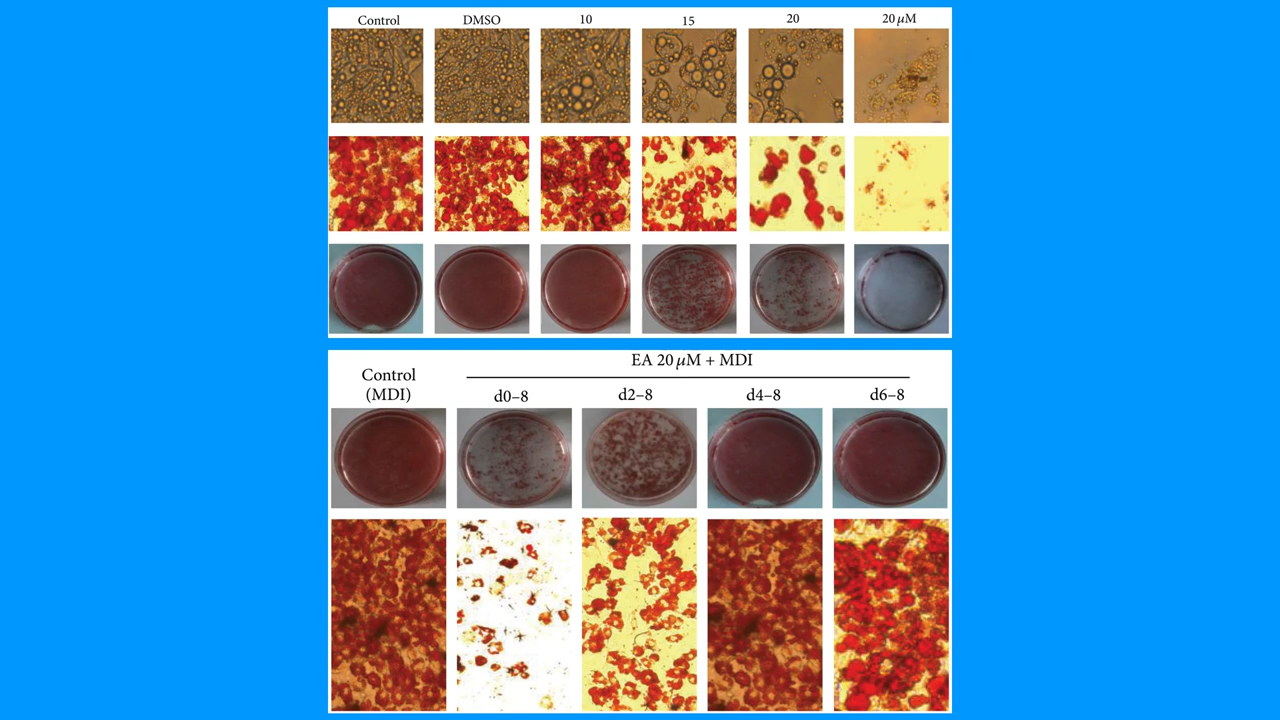 Control DMSO 10 15 20 20 μM
EA 20 μM + MDI
Control
(MDI)
d0–8 d2–8 d4–8 d6–8